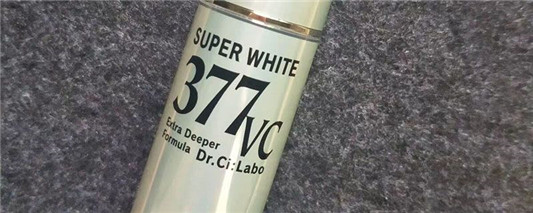 SUPER WHITE
377VC
Extra Deeper
Formula Dr.Ci:Labo